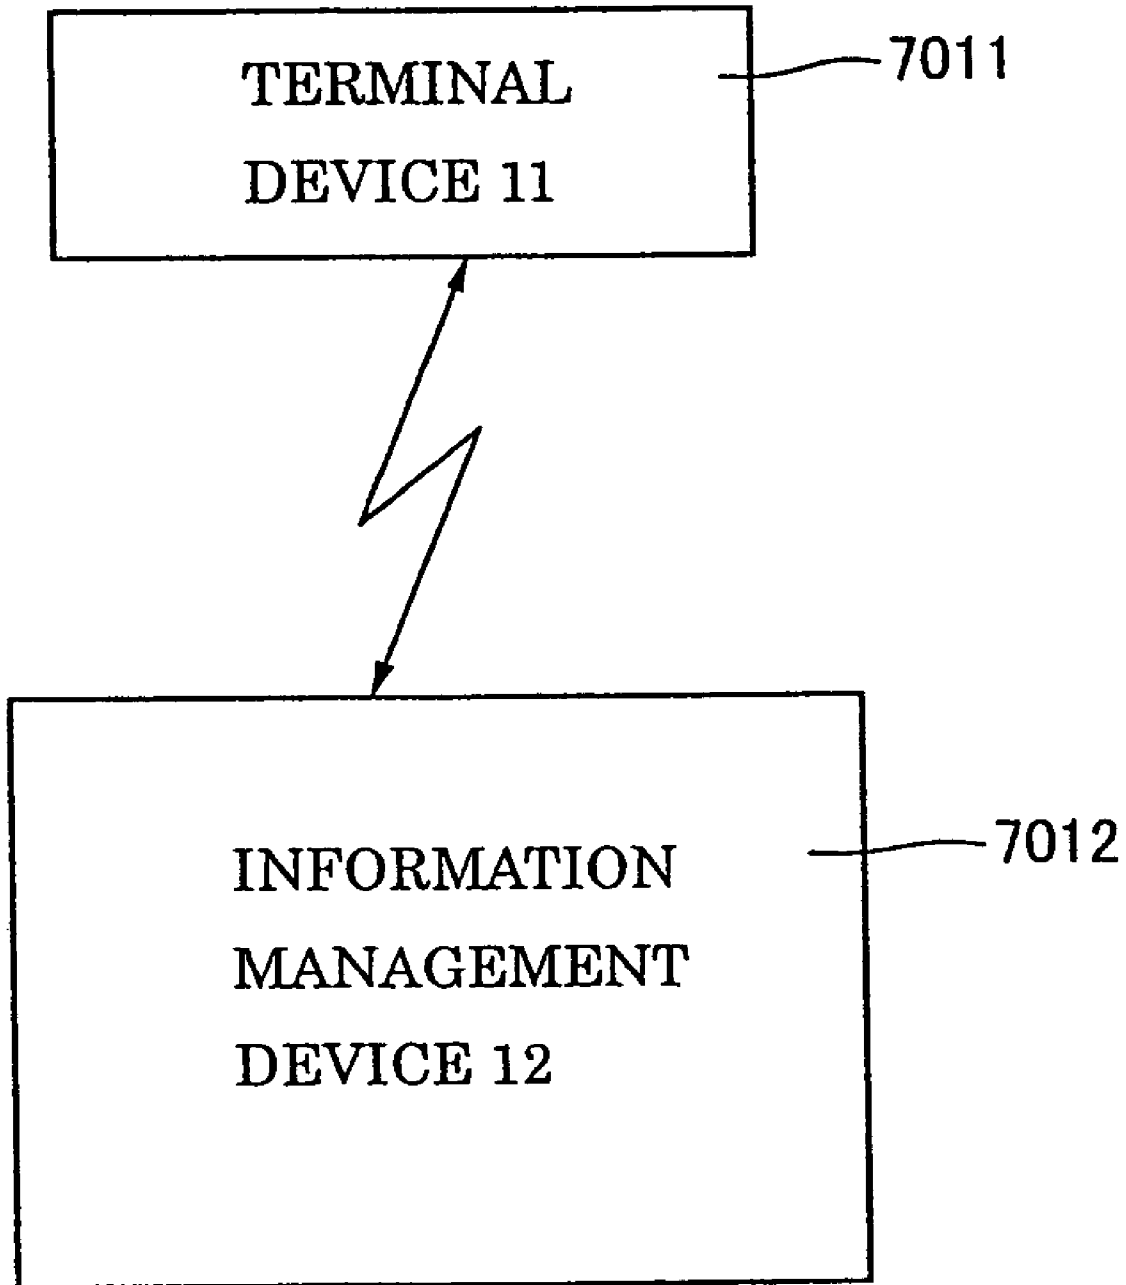 TERMINAL
DEVICE 11
7011
INFORMATION
MANAGEMENT
DEVICE 12
7012